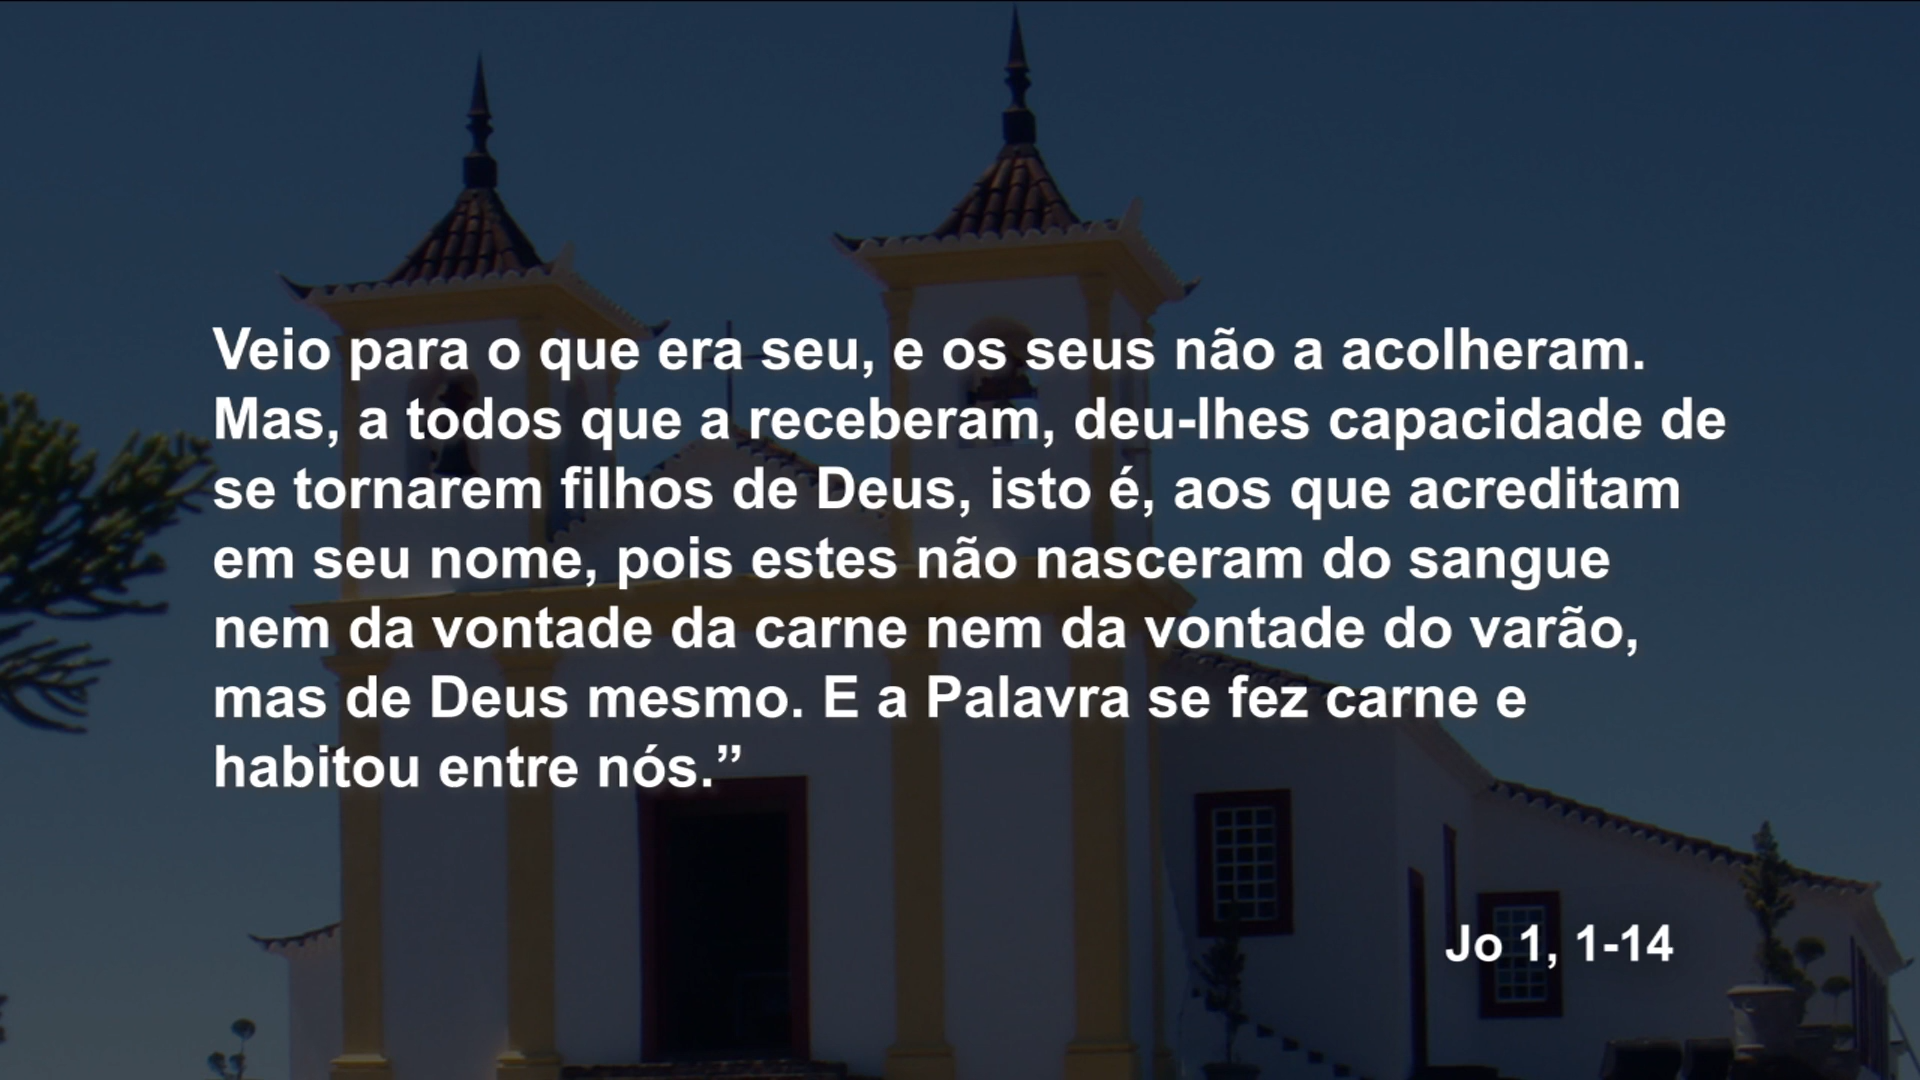 Veio para o que era seu, e os seus não a acolheram.
Mas, a todos que a receberam, deu-lhes capacidade de
se tornarem filhos de Deus, isto é, aos que acreditam
em seu nome, pois estes não nasceram do sangue
nem da vontade da carne nem da vontade do varão,
mas de Deus mesmo. E a Palavra se fez carne e
habitou entre nós.”
Jo 1, 1-14